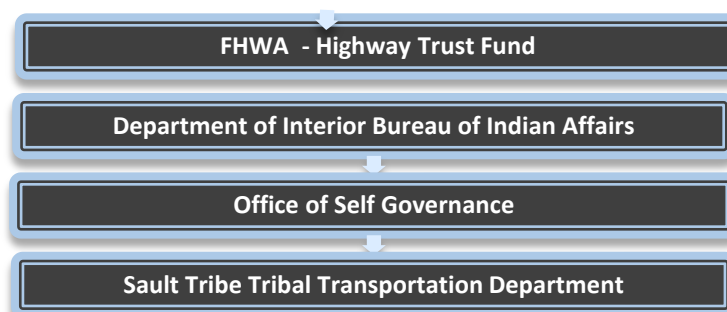 FHWA - Highway Trust Fund
Department of Interior Bureau of Indian Affairs
Office of Self Governance
Sault Tribe Tribal Transportation Department